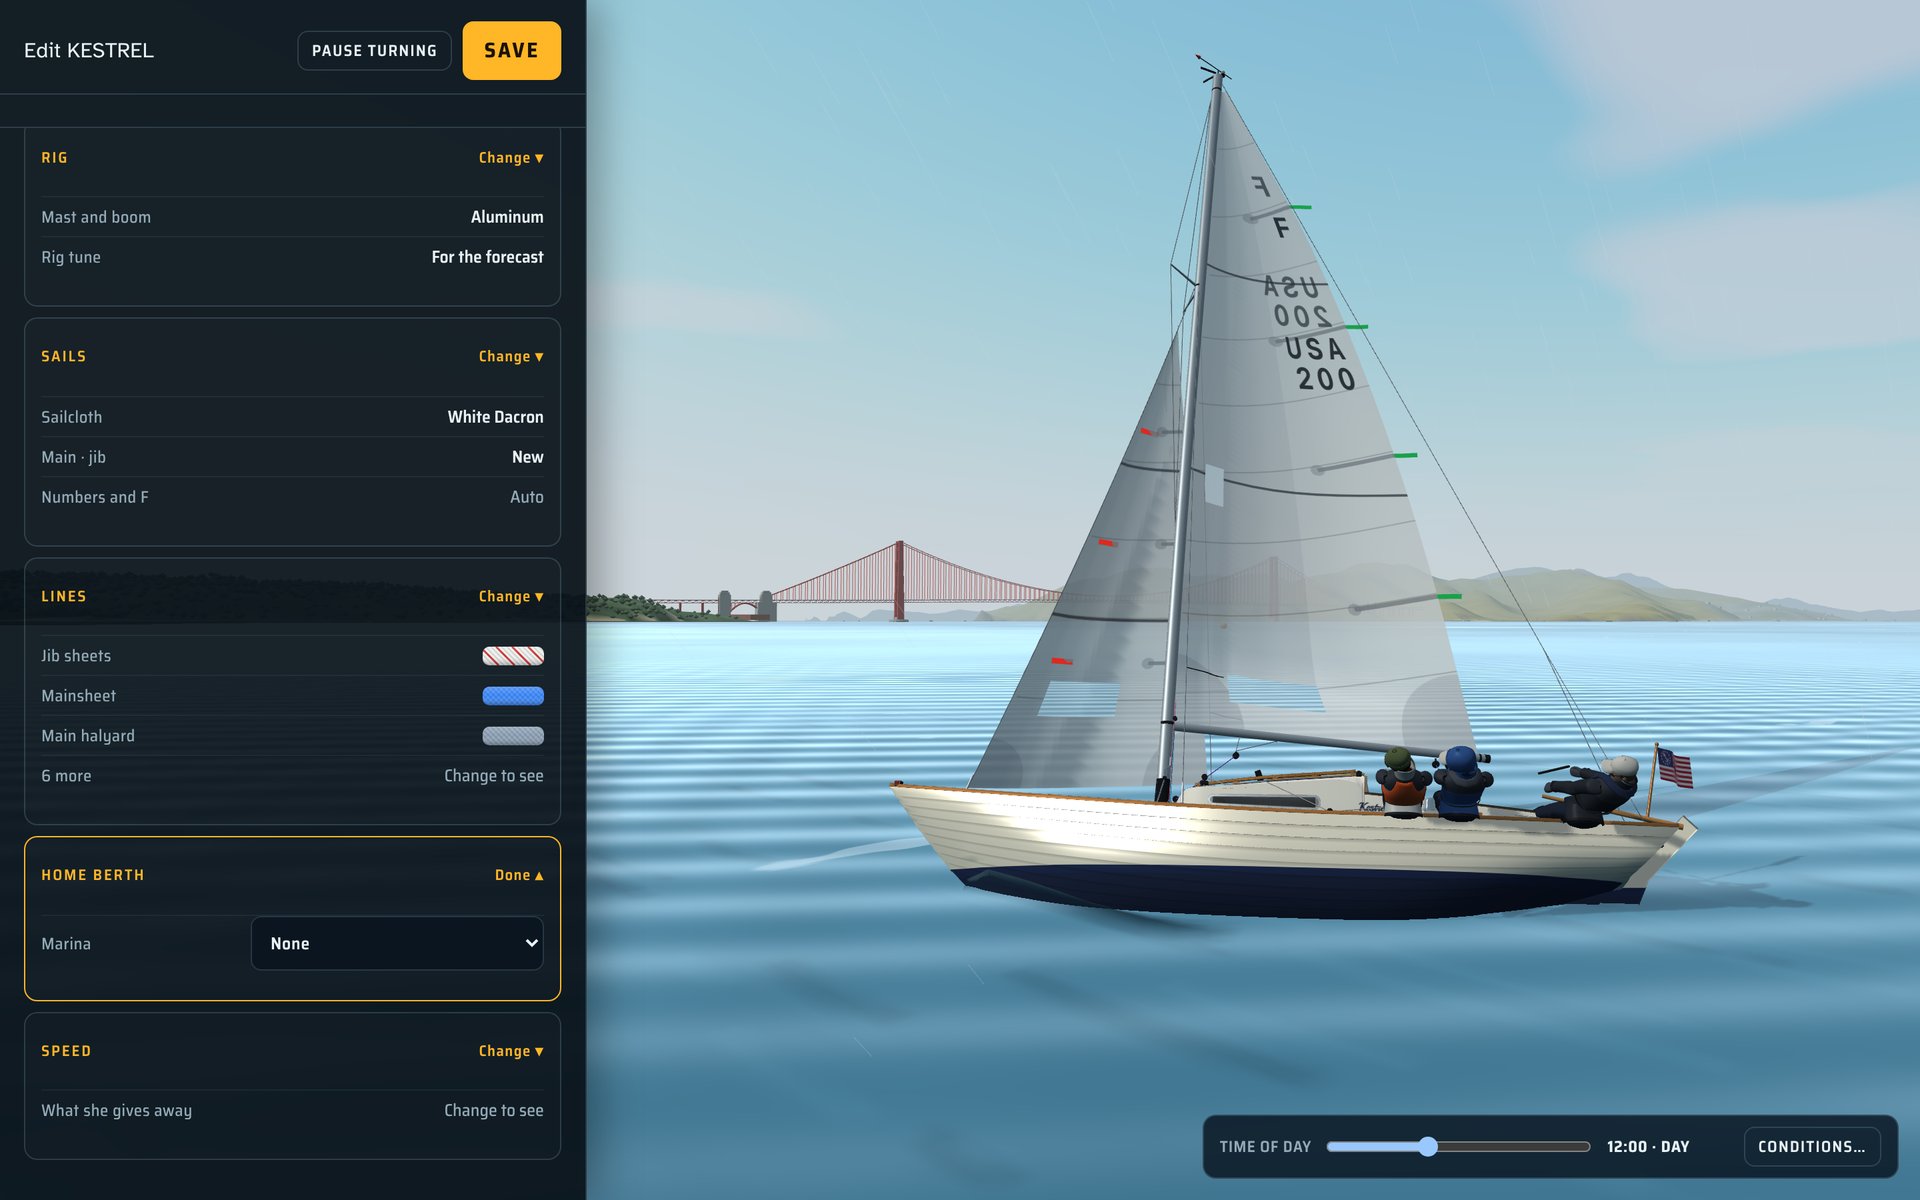 Edit KESTREL
PAUSE TURNING
SAVE
RIG
Change ▾
Mast and boom
Aluminum
Rig tune
For the forecast
SAILS
Change ▾
Sailcloth
White Dacron
Main · jib
New
Numbers and F
Auto
LINES
Change ▾
Jib sheets
Mainsheet
Main halyard
6 more
Change to see
HOME BERTH
Done ▴
Marina
None
SPEED
Change ▾
What she gives away
Change to see
F
F
USA
200
USA
200
TIME OF DAY
12:00 · DAY
CONDITIONS...